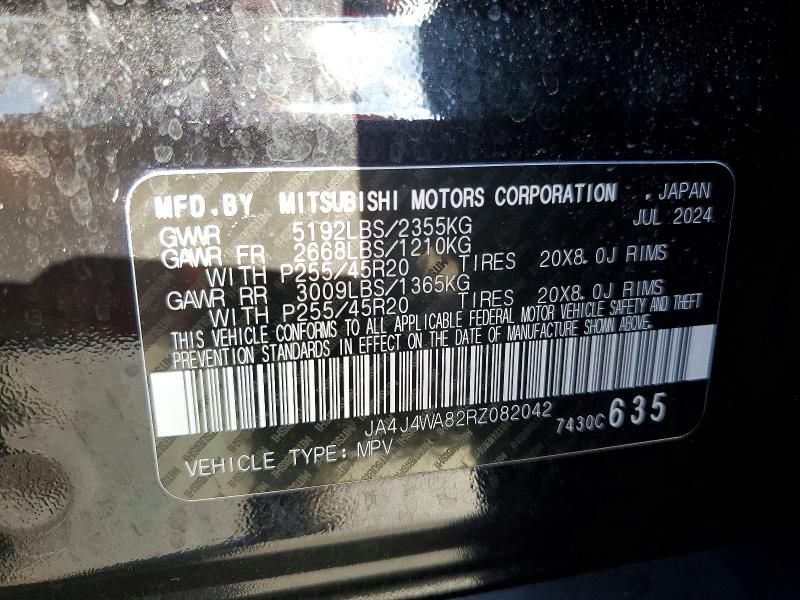 MFD.BY MITSUBISHI MOTORS CORPORATION , JAPAN
JUL 2024
GVWR 5192LBS/2355KG
GAWR FR 2668LBS/1210KG
WITH P255/45R20 TIRES 20X8.0J RIMS
GAWR RR 3009LBS/1365KG
WITH P255/45R20 TIRES 20X8.0J RIMS
THIS VEHICLE CONFORMS TO ALL APPLICABLE FEDERAL MOTOR VEHICLE SAFETY AND THEFT
PREVENTION STANDARDS IN EFFECT ON THE DATE OF MANUFACTURE SHOWN ABOVE.
JA4J4WA82RZ082042 7430C635
VEHICLE TYPE: MPV